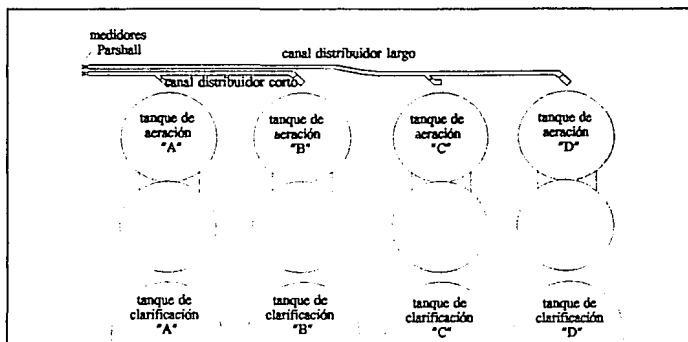 medidores
Parshall
canal distribuidor largo
canal distribuidor corto
tanque de
aeración
"A"
tanque de
aeración
"B"
tanque de
aeración
"C"
tanque de
aeración
"D"
tanque de
clarificación
"A"
tanque de
clarificación
"B"
tanque de
clarificación
"C"
tanque de
clarificación
"D"